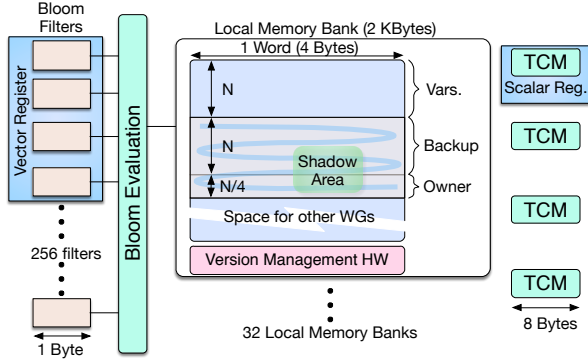 Bloom
Filters
Vector Register
256 filters
1 Byte
Bloom Evaluation
Local Memory Bank (2 KBytes)
1 Word (4 Bytes)
N
Vars.
N
Backup
Shadow
Area
N/4
Owner
Space for other WGs
Version Management HW
32 Local Memory Banks
TCM
Scalar Reg.
TCM
TCM
TCM
8 Bytes